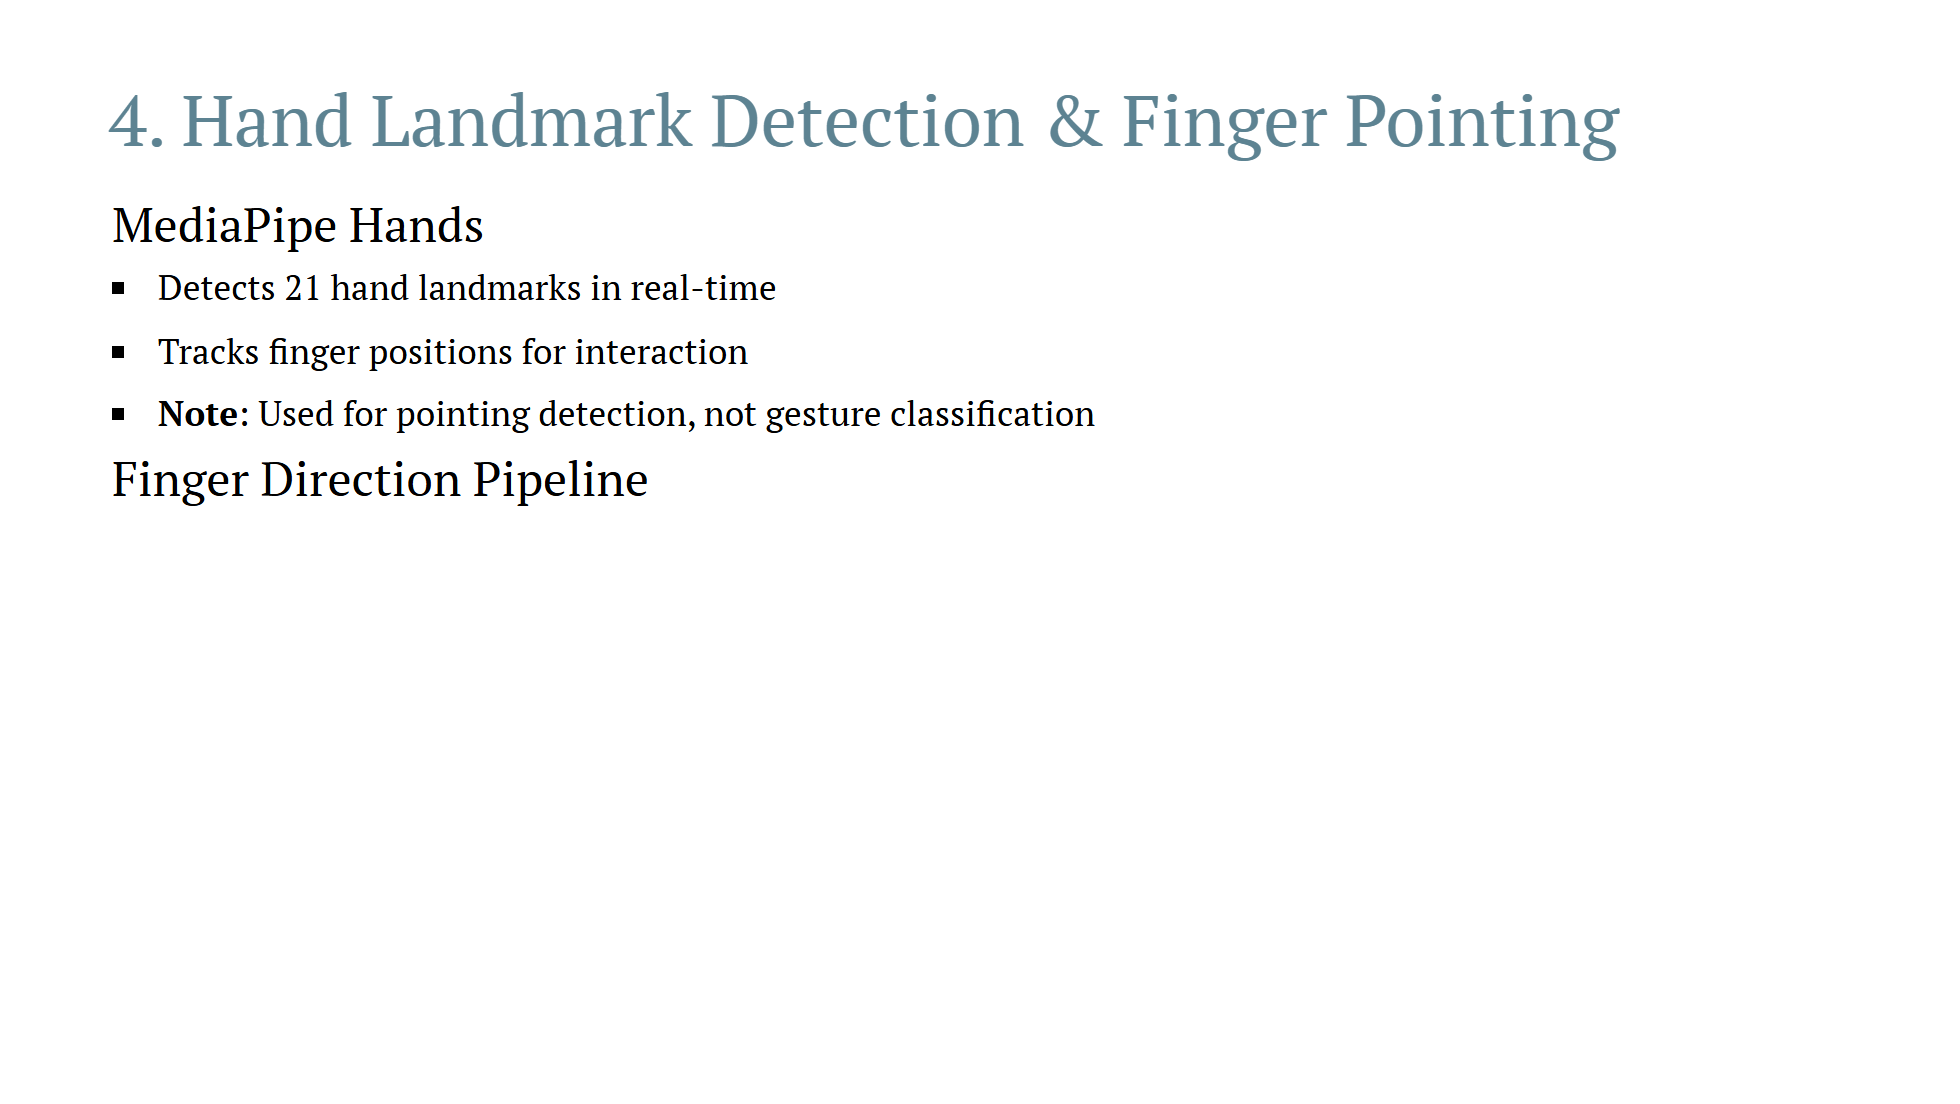 4. Hand Landmark Detection & Finger Pointing
MediaPipe Hands
▪ Detects 21 hand landmarks in real-time
▪ Tracks finger positions for interaction
▪ Note: Used for pointing detection, not gesture classification
Finger Direction Pipeline